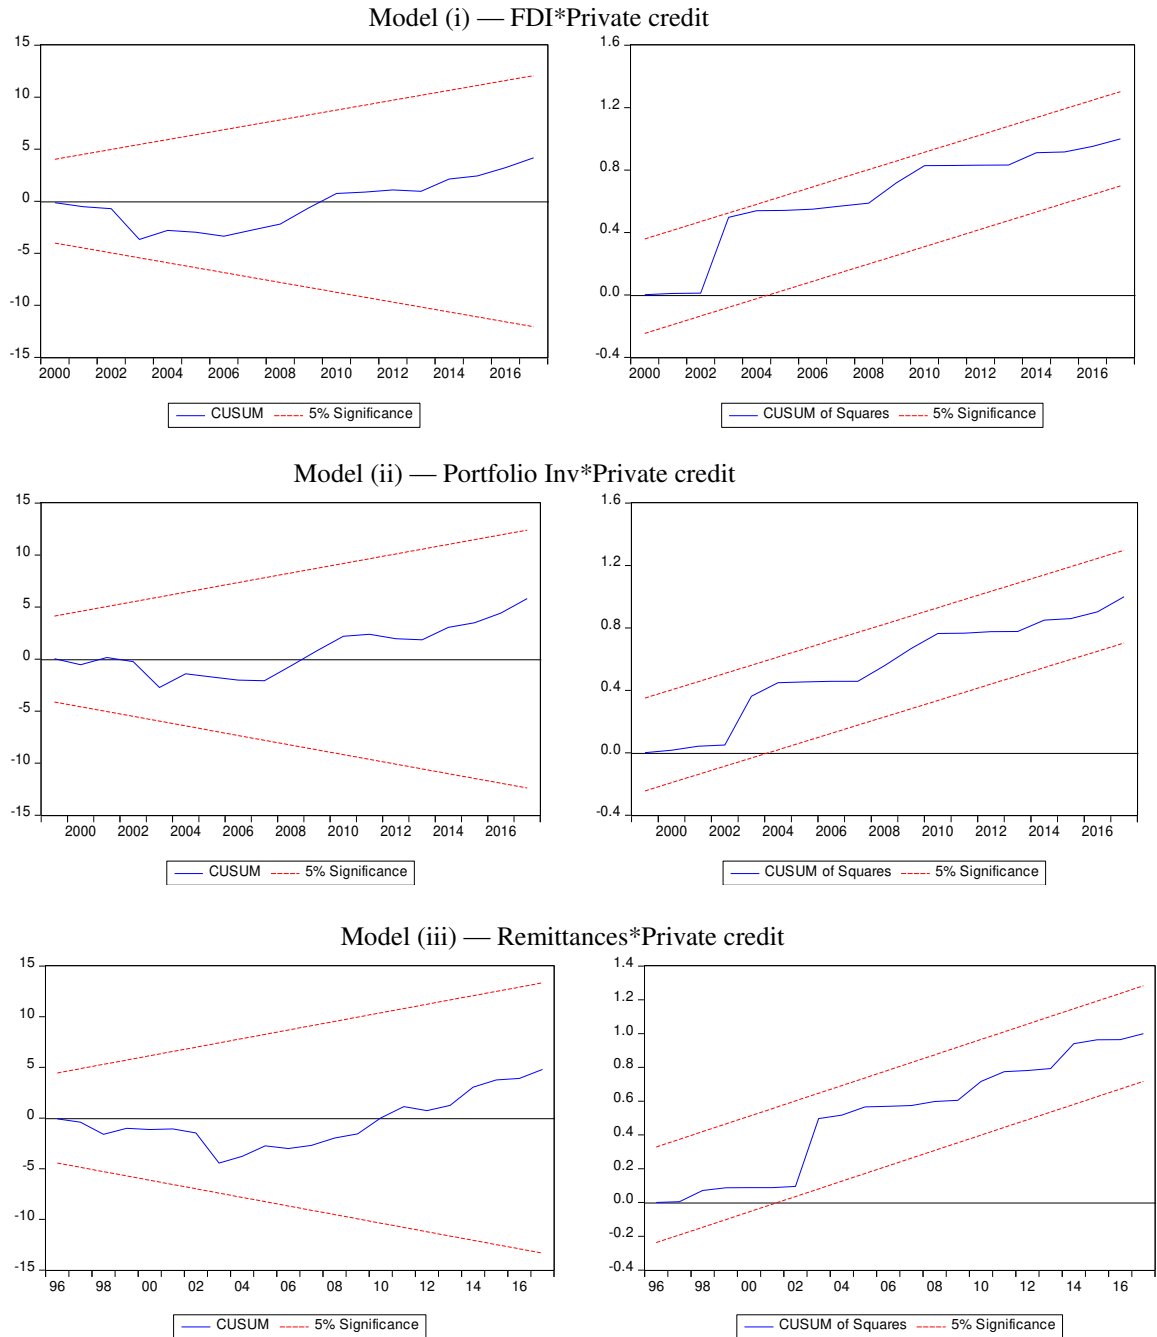 Model (i) — FDI*Private credit
15
10
5
0
-5
-10
-15
2000 2002 2004 2006 2008 2010 2012 2014 2016
CUSUM 5% Significance
1.6
1.2
0.8
0.4
0.0
-0.4
2000 2002 2004 2006 2008 2010 2012 2014 2016
CUSUM of Squares 5% Significance
Model (ii) — Portfolio Inv*Private credit
15
10
5
0
-5
-10
-15
2000 2002 2004 2006 2008 2010 2012 2014 2016
CUSUM 5% Significance
1.6
1.2
0.8
0.4
0.0
-0.4
2000 2002 2004 2006 2008 2010 2012 2014 2016
CUSUM of Squares 5% Significance
Model (iii) — Remittances*Private credit
15
10
5
0
-5
-10
-15
96 98 00 02 04 06 08 10 12 14 16
CUSUM 5% Significance
1.4
1.2
1.0
0.8
0.6
0.4
0.2
0.0
-0.2
-0.4
96 98 00 02 04 06 08 10 12 14 16
CUSUM of Squares 5% Significance